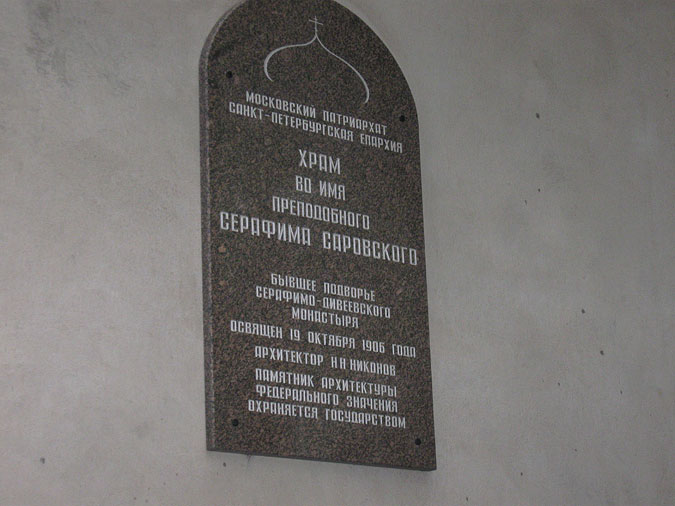 МОСКОВСКИЙ ПАТРИАРХАТ
САНКТ-ПЕТЕРБУРГСКАЯ ЕПАРХИЯ
ХРАМ
ВО ИМЯ
ПРЕПОДОБНОГО
СЕРАФИМА САРОВСКОГО
БЫВШЕЕ ПОДВОРЬЕ
СЕРАФИМО-ДИВЕЕВСКОГО
МОНАСТЫРЯ
ОСВЯЩЕН 19 ОКТЯБРЯ 1906 ГОДА
АРХИТЕКТОР Н.Н.НИКОНОВ
ПАМЯТНИК АРХИТЕКТУРЫ
ФЕДЕРАЛЬНОГО ЗНАЧЕНИЯ
ОХРАНЯЕТСЯ ГОСУДАРСТВОМ